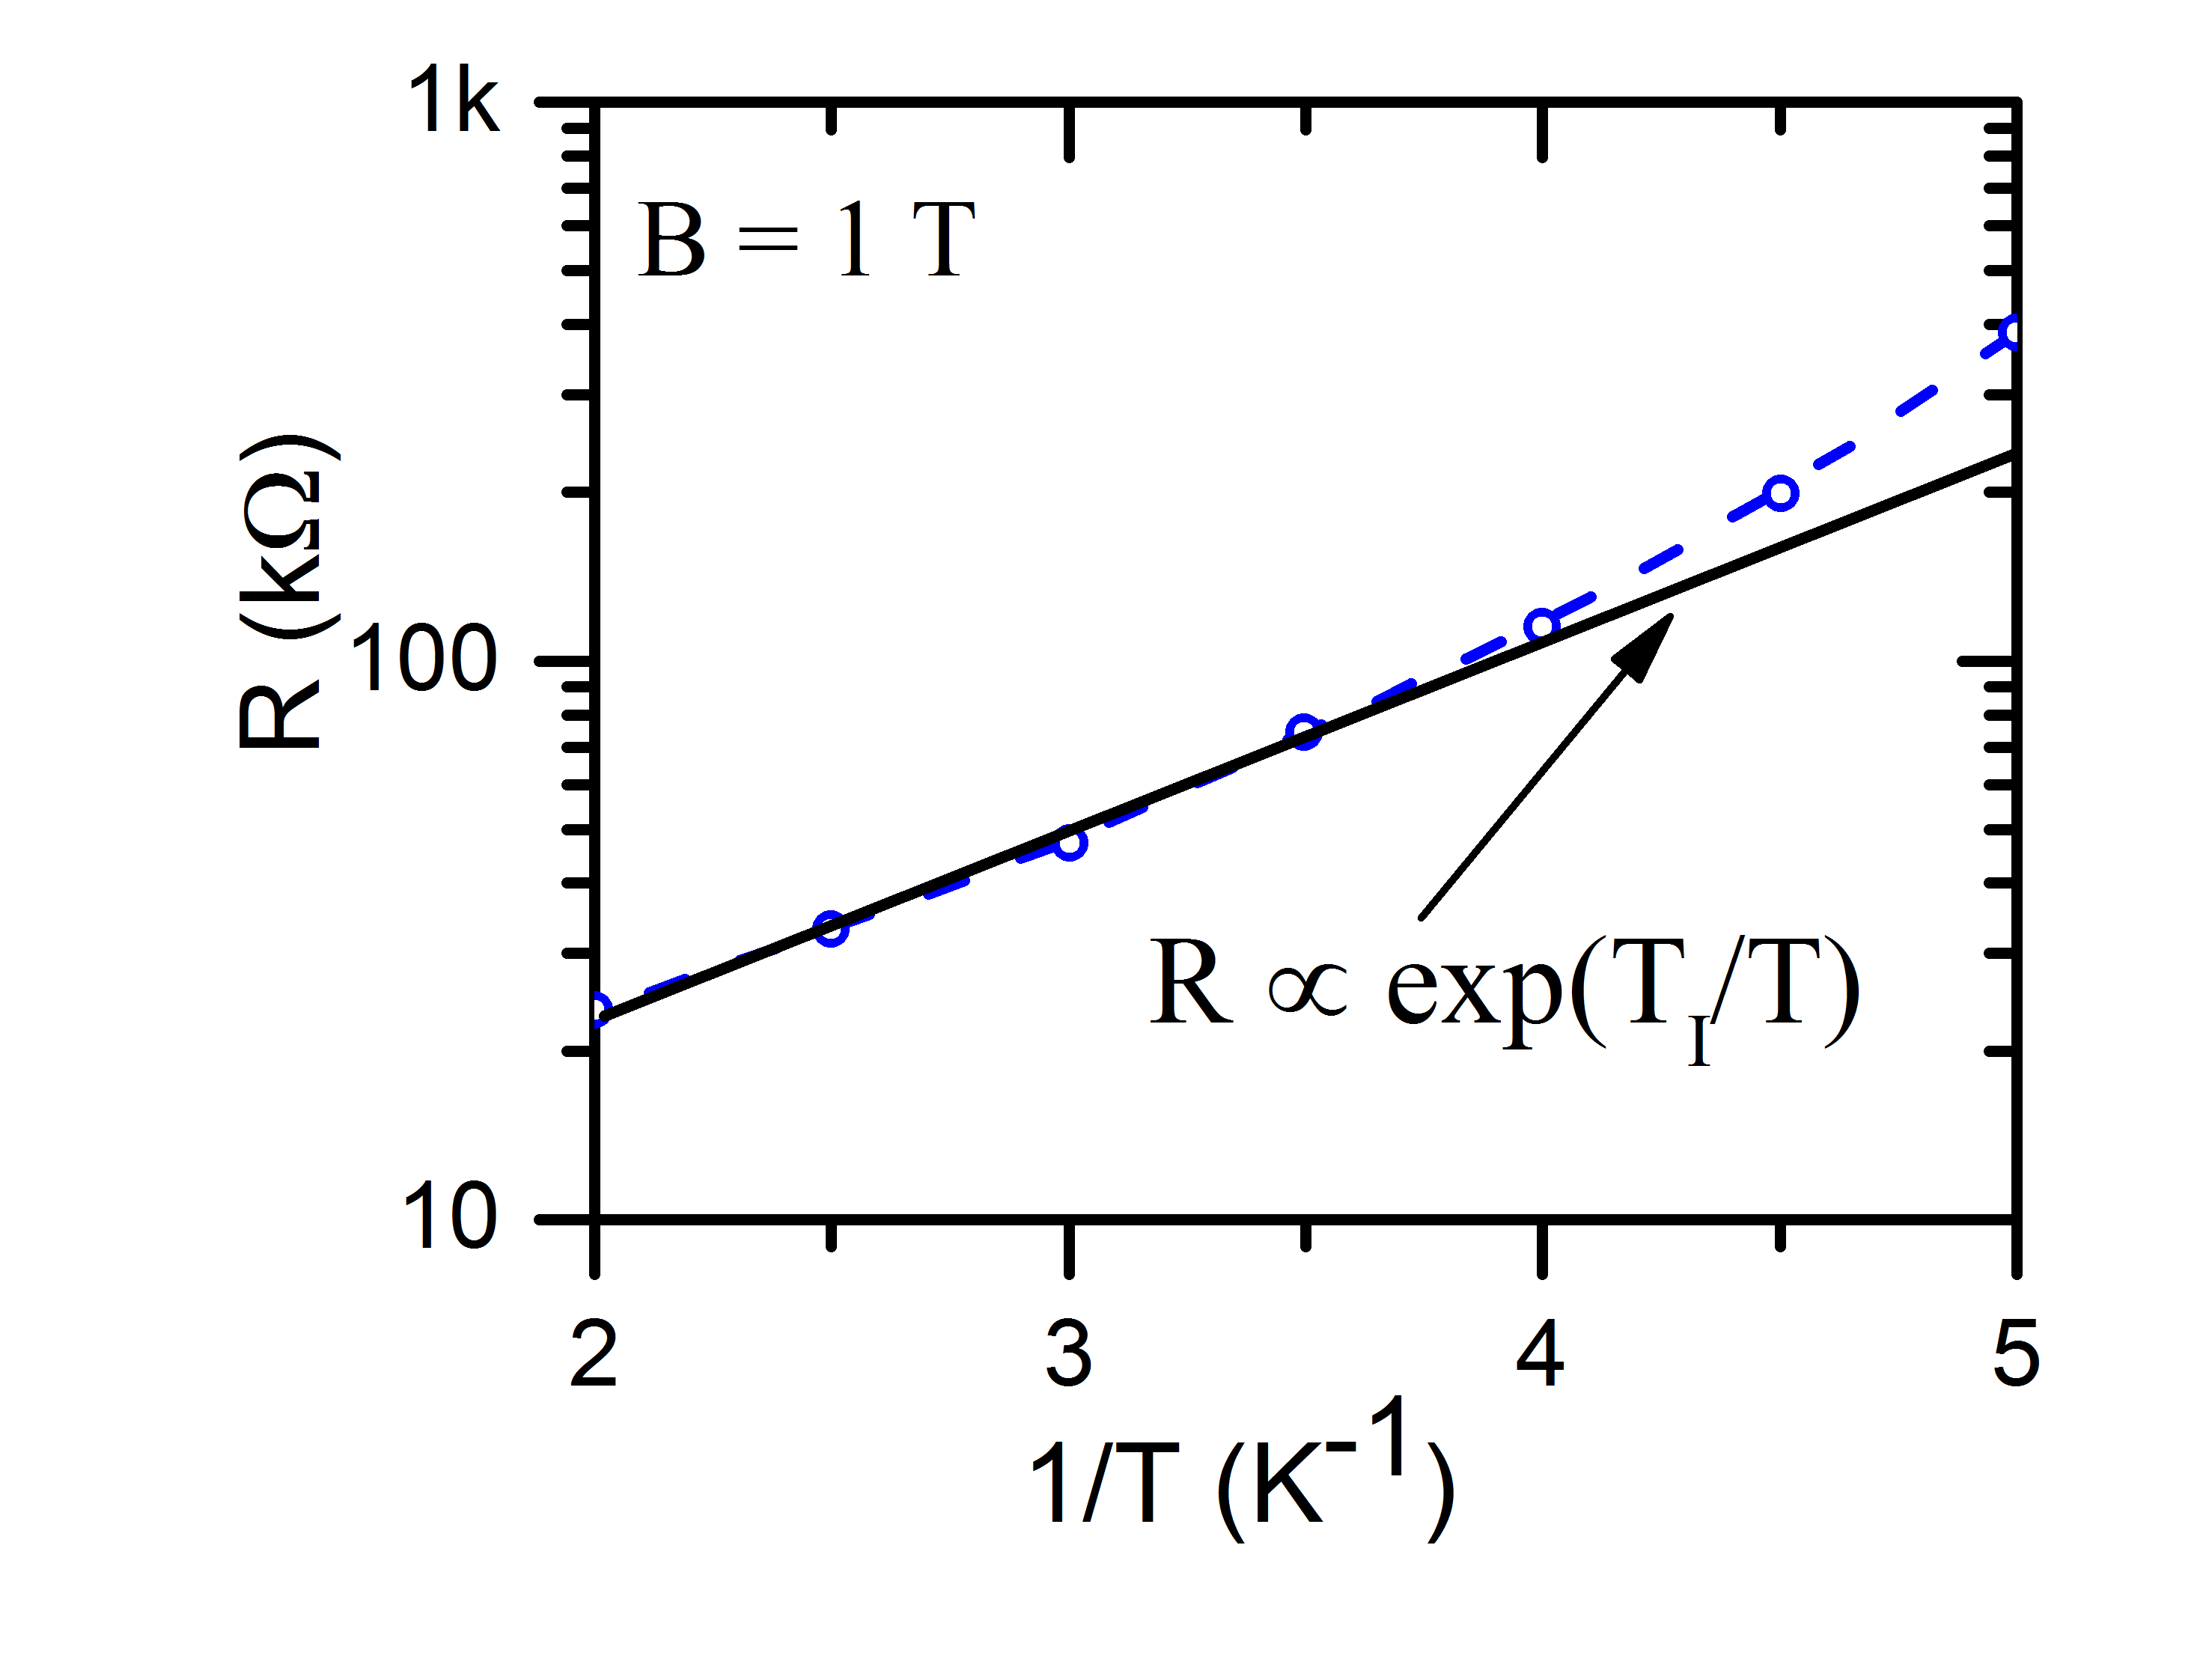 1k
B = 1 T
R (kΩ)
100
R ∝ exp(T_I/T)
10
2 3 4 5
1/T (K⁻¹)